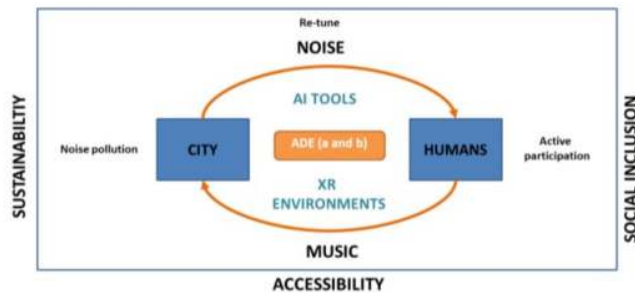 Re-tune
NOISE
AI TOOLS
SUSTAINABILTIY
Noise pollution
CITY
ADE (a and b)
HUMANS
Active
participation
SOCIAL INCLUSION
XR
ENVIRONMENTS
MUSIC
ACCESSIBILITY